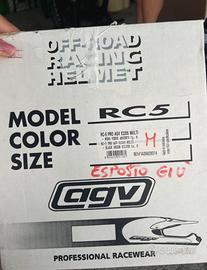 OFF-ROAD
RACING
HELMET
MODEL RC5
COLOR
SIZE
M
ESPOSTO GIÙ
agv
PROFESSIONAL RACEWEAR